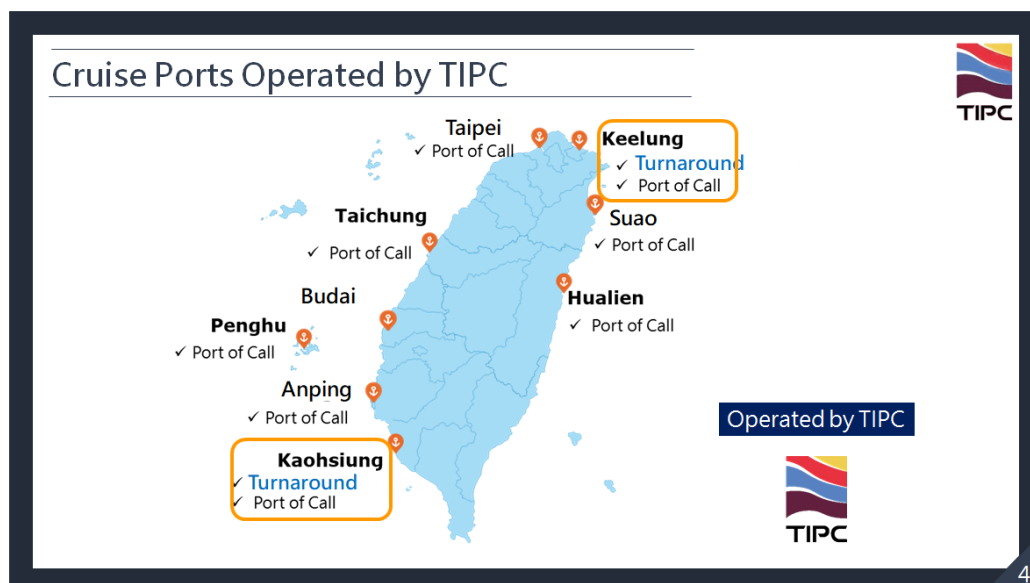 Cruise Ports Operated by TIPC
TIPC
Taipei
✓ Port of Call
Keelung
✓ Turnaround
✓ Port of Call
Taichung
✓ Port of Call
Suao
✓ Port of Call
Budai
Hualien
✓ Port of Call
Penghu
✓ Port of Call
Anping
✓ Port of Call
Kaohsiung
✓ Turnaround
✓ Port of Call
Operated by TIPC
TIPC
4